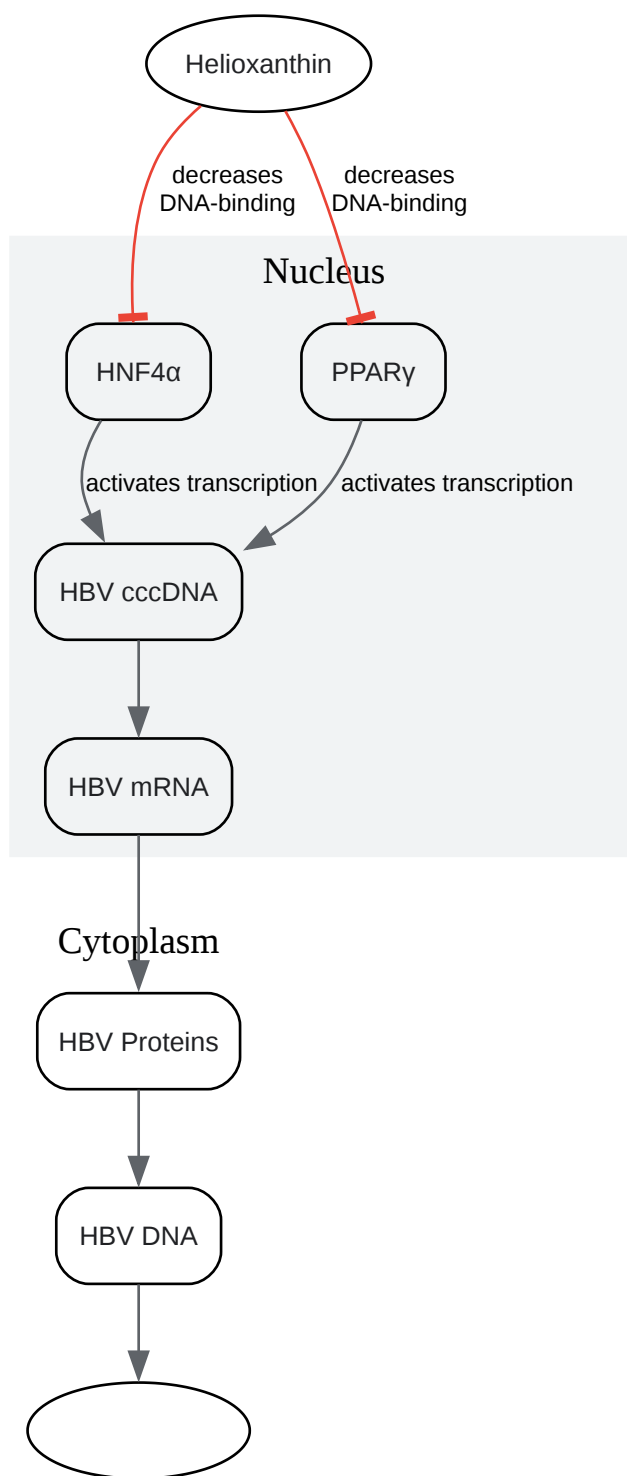 Helioxanthin
decreases
DNA-binding
decreases
DNA-binding
Nucleus
HNF4α
PPARγ
activates transcription
activates transcription
HBV cccDNA
HBV mRNA
Cytoplasm
HBV Proteins
HBV DNA